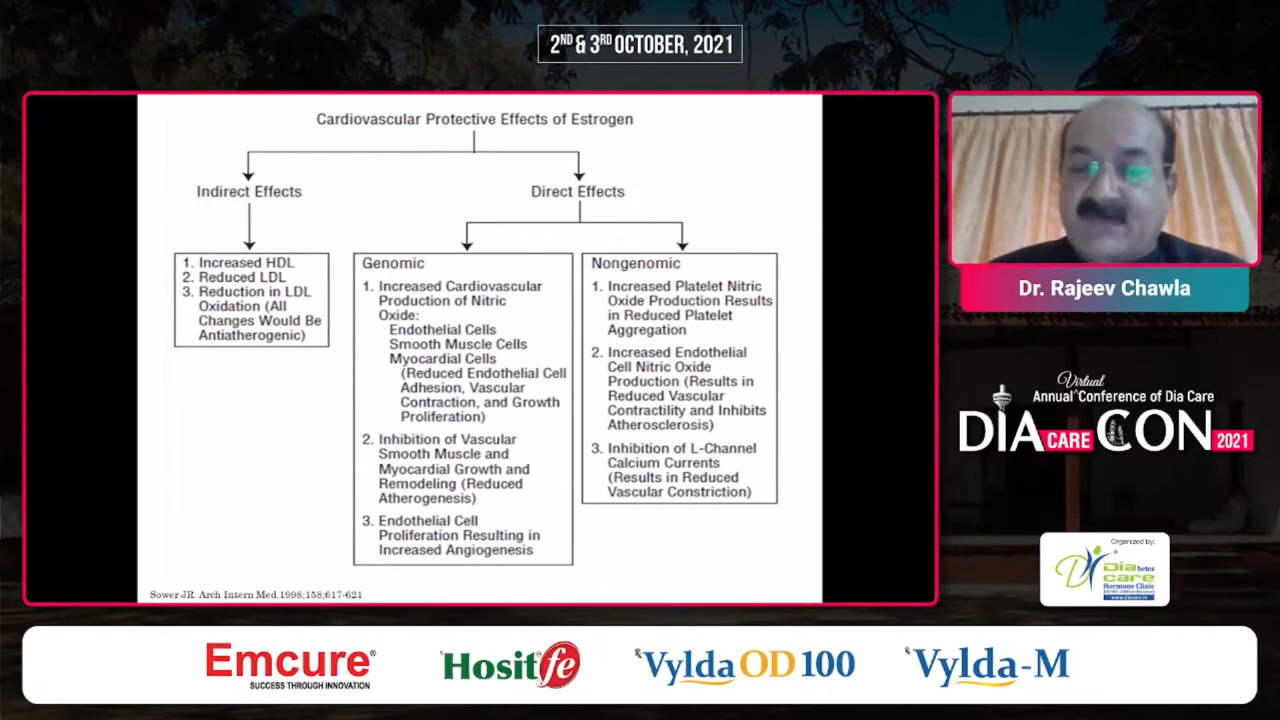 2ND & 3RD OCTOBER, 2021
Cardiovascular Protective Effects of Estrogen
Indirect Effects
Direct Effects
1. Increased HDL
2. Reduced LDL
3. Reduction in LDL
Oxidation (All
Changes Would Be
Antiatherogenic)
Genomic
1. Increased Cardiovascular
Production of Nitric
Oxide:
Endothelial Cells
Smooth Muscle Cells
Myocardial Cells
(Reduced Endothelial Cell
Adhesion, Vascular
Contraction, and Growth
Proliferation)
2. Inhibition of Vascular
Smooth Muscle and
Myocardial Growth and
Remodeling (Reduced
Atherogenesis)
3. Endothelial Cell
Proliferation Resulting in
Increased Angiogenesis
Nongenomic
1. Increased Platelet Nitric
Oxide Production Results
in Reduced Platelet
Aggregation
2. Increased Endothelial
Cell Nitric Oxide
Production (Results in
Reduced Vascular
Contractility and Inhibits
Atherosclerosis)
3. Inhibition of L-Channel
Calcium Currents
(Results in Reduced
Vascular Constriction)
Sower JR. Arch Intern Med.1998;158:617-621
Dr. Rajeev Chawla
Virtual
Annual ^ Conference of Dia Care
DIA CARE CON 2021
Organized by:
Diabetes
care
Hormone Clinic
Emcure®
SUCCESS THROUGH INNOVATION
Hosit fe
Vylda OD 100
Vylda-M